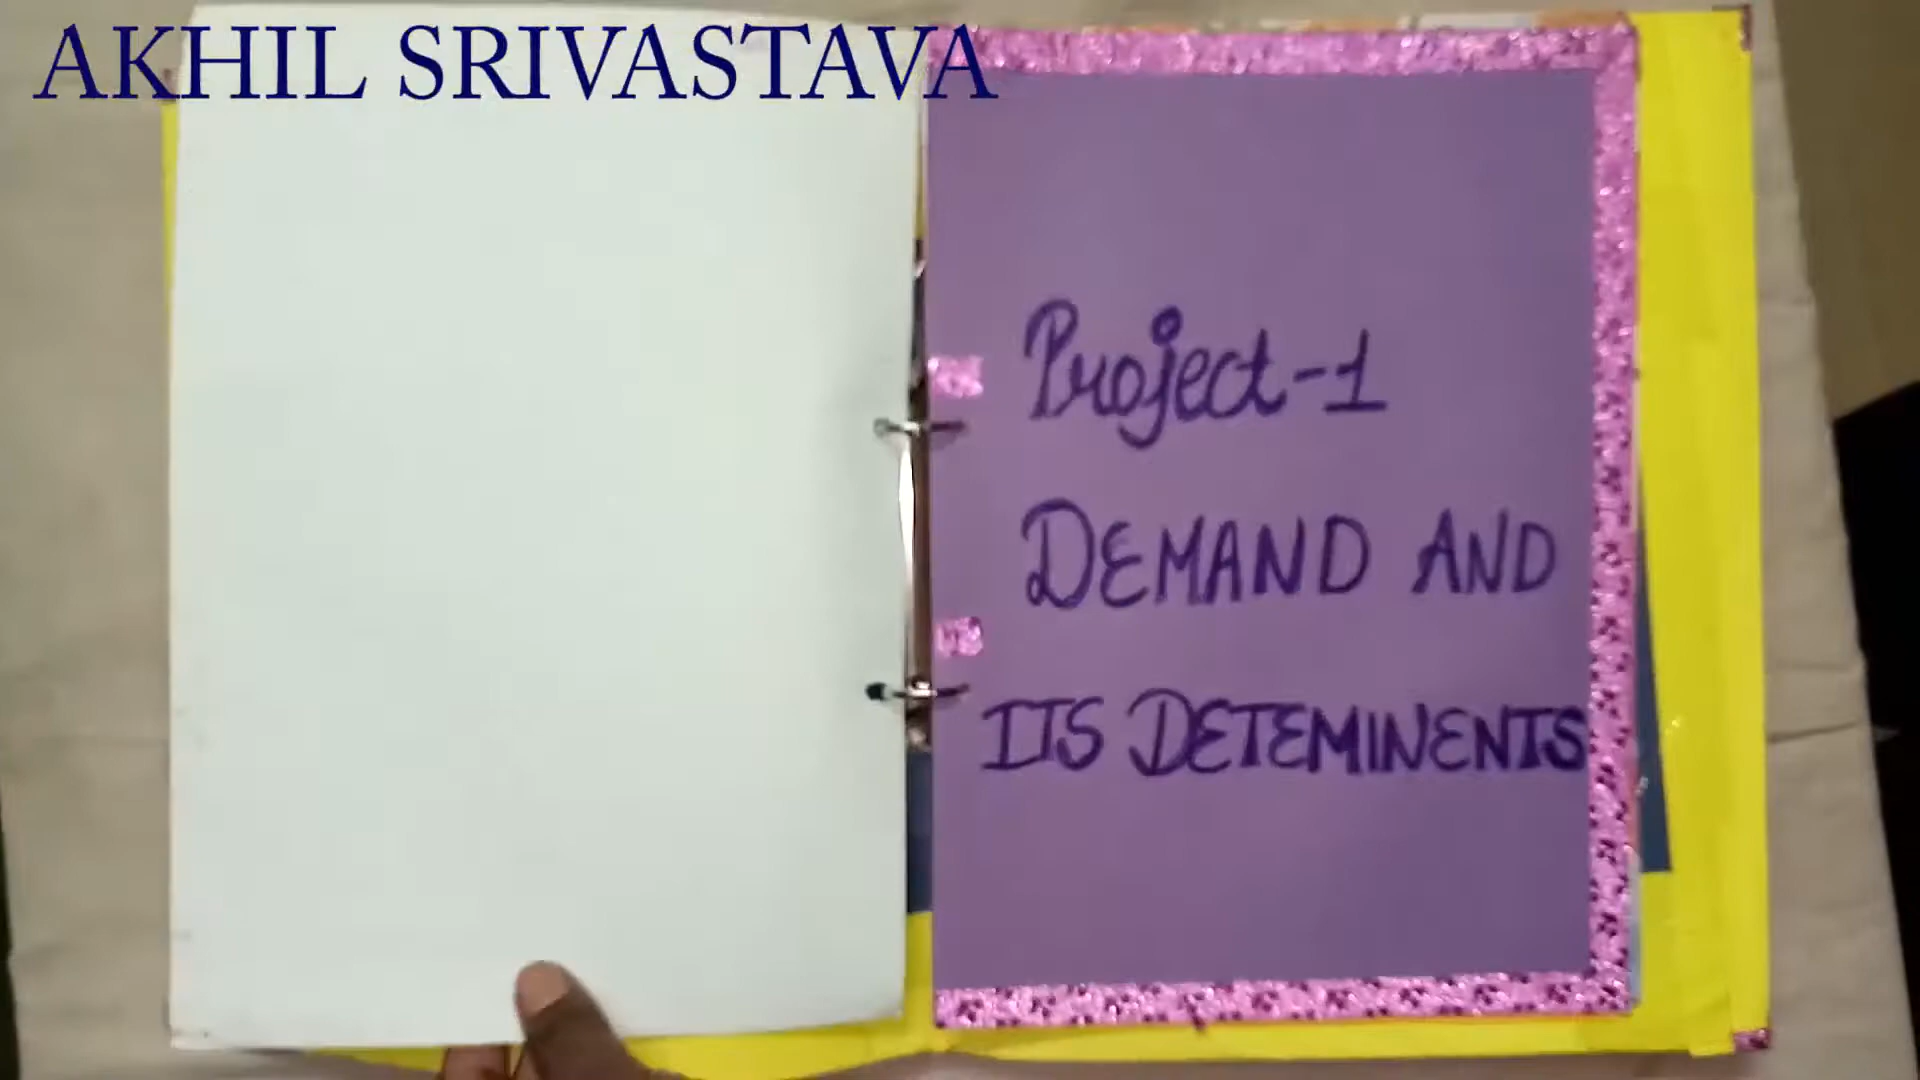 AKHIL SRIVASTAVA
Project-1
DEMAND AND
ITS DETEMINENTS